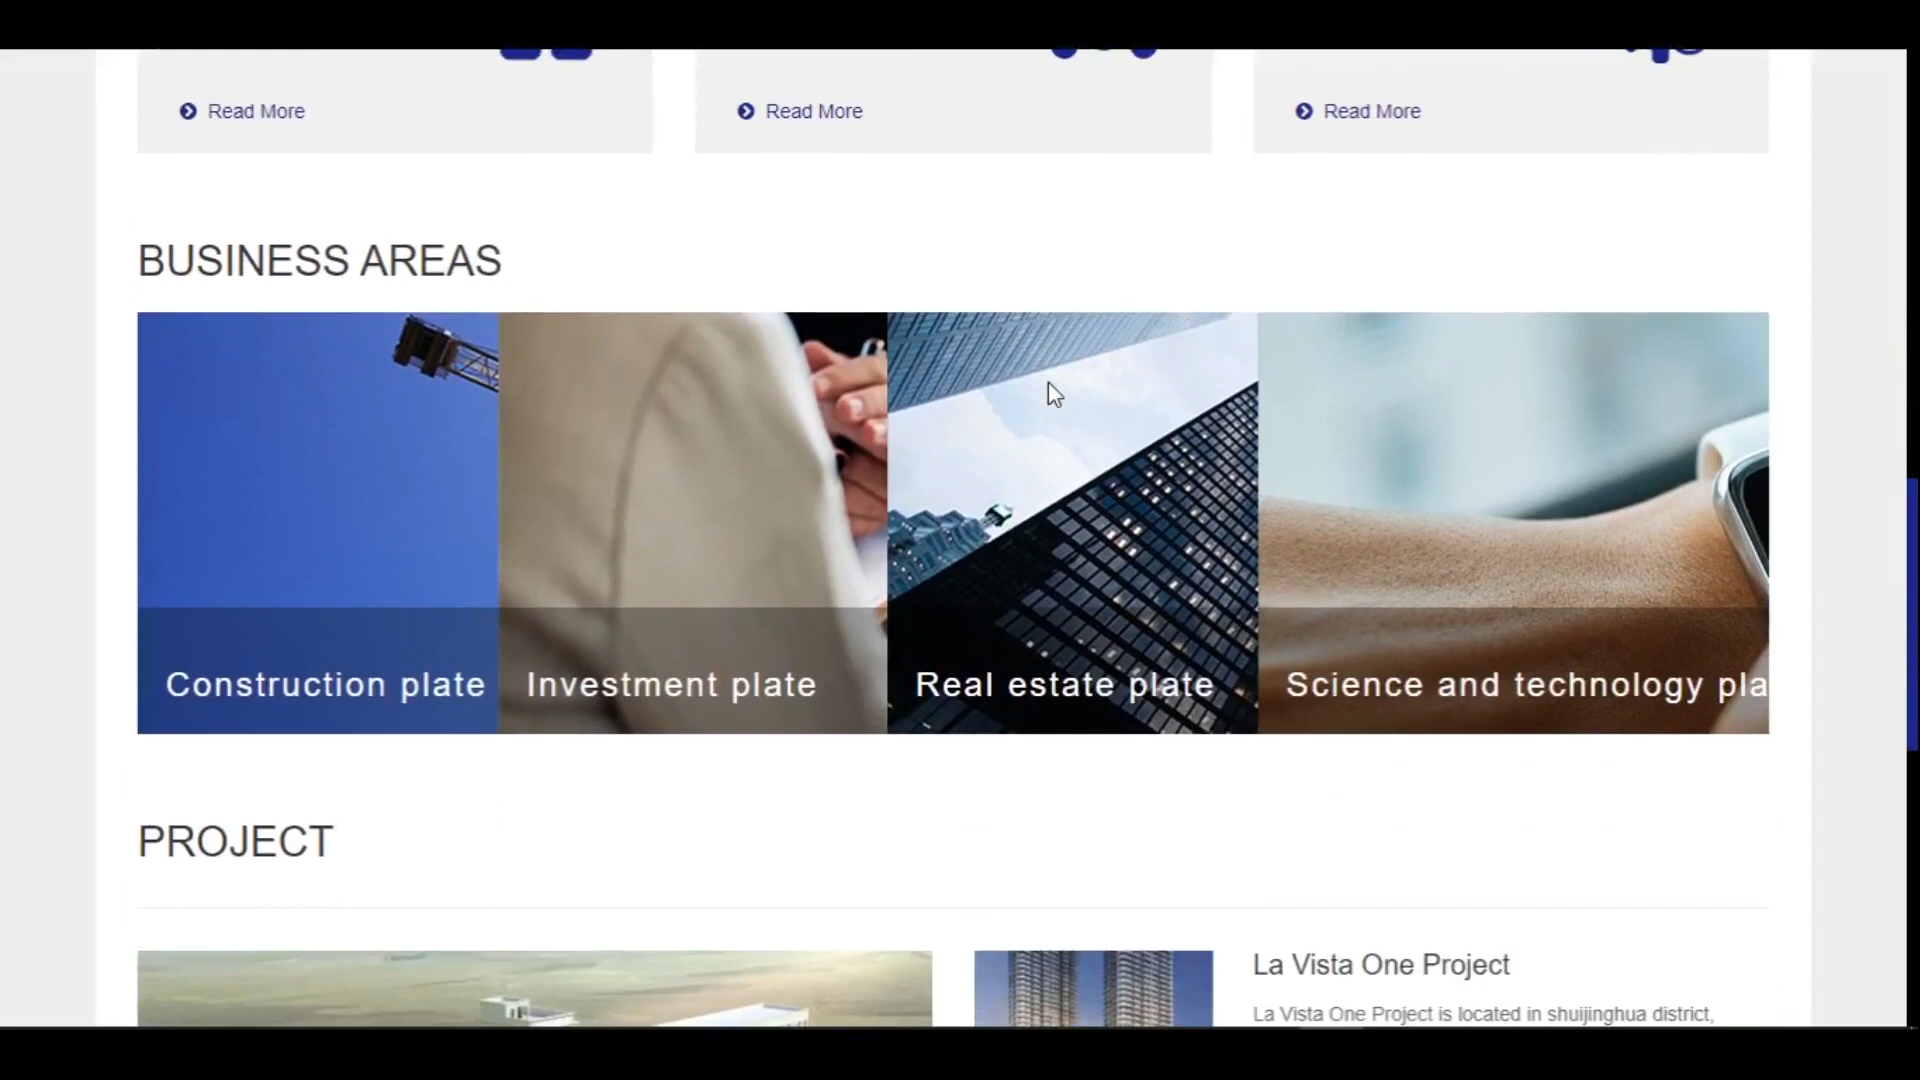 Read More
Read More
Read More
BUSINESS AREAS
Construction plate
Investment plate
Real estate plate
Science and technology pla
PROJECT
La Vista One Project
La Vista One Project is located in shuijinghua district,